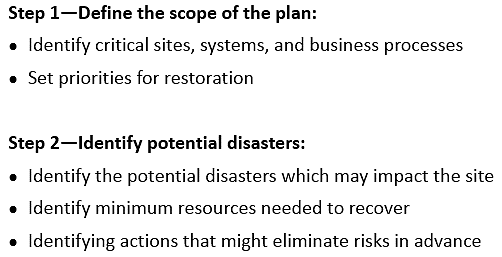 Step 1—Define the scope of the plan:
● Identify critical sites, systems, and business processes
● Set priorities for restoration
Step 2—Identify potential disasters:
● Identify the potential disasters which may impact the site
● Identify minimum resources needed to recover
● Identifying actions that might eliminate risks in advance